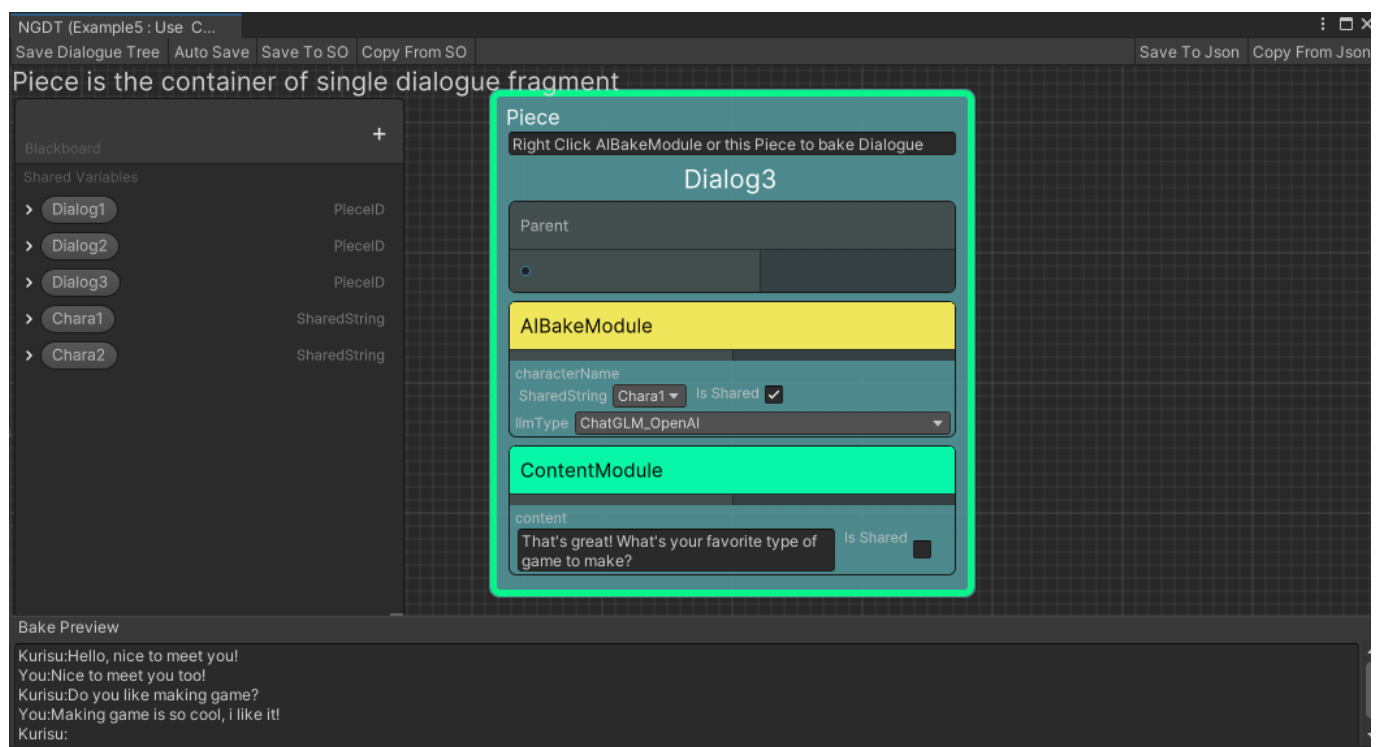 NGDT (Example5 : Use C...
Save Dialogue Tree Auto Save Save To SO Copy From SO Save To Json Copy From Json
Piece is the container of single dialogue fragment
Blackboard
Shared Variables
Dialog1 PieceID
Dialog2 PieceID
Dialog3 PieceID
Chara1 SharedString
Chara2 SharedString
Piece
Right Click AIBakeModule or this Piece to bake Dialogue
Dialog3
Parent
AIBakeModule
characterName
SharedString Chara1 Is Shared
llmType ChatGLM_OpenAI
ContentModule
content
That's great! What's your favorite type of
game to make?
Is Shared
Bake Preview
Kurisu:Hello, nice to meet you!
You:Nice to meet you too!
Kurisu:Do you like making game?
You:Making game is so cool, i like it!
Kurisu: